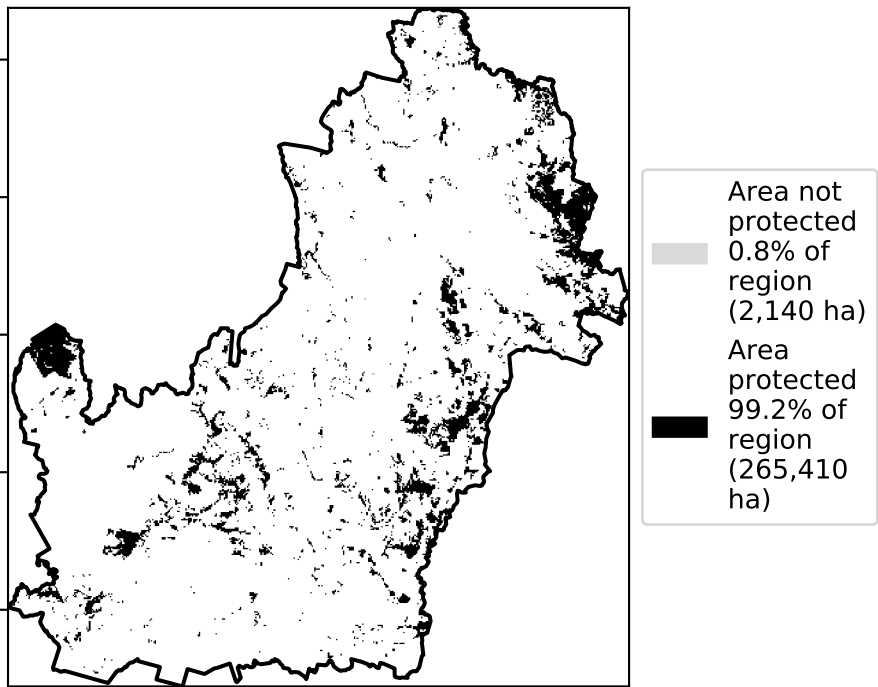 Area not
protected
0.8% of
region
(2,140 ha)
Area
protected
99.2% of
region
(265,410
ha)